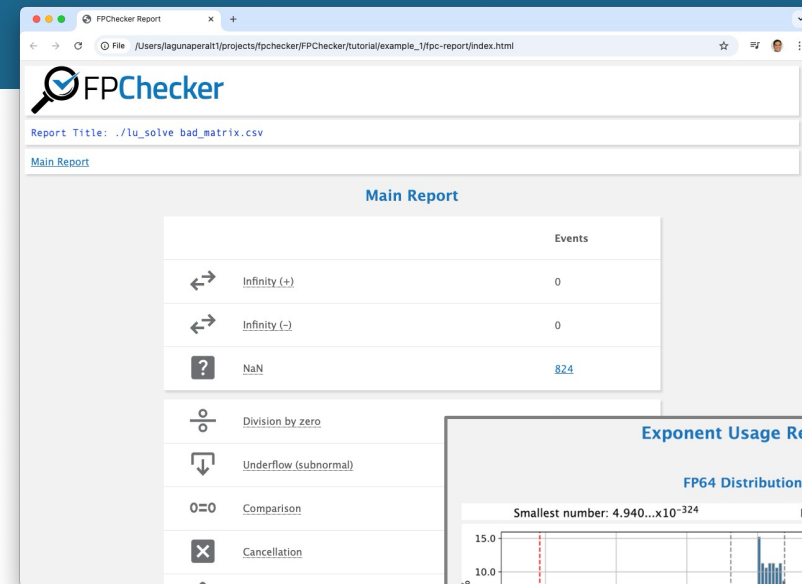 FPChecker Report
File /Users/lagunaperalt1/projects/fpchecker/FPChecker/tutorial/example_1/fpc-report/index.html
FPChecker
Report Title: ./lu_solve bad_matrix.csv
Main Report
Main Report
Events
Infinity (+) 0
Infinity (-) 0
NaN 824
Division by zero
Underflow (subnormal)
0=0 Comparison
Cancellation
Exponent Usage Re
FP64 Distribution
Smallest number: 4.940...x10⁻³²⁴
15.0
10.0